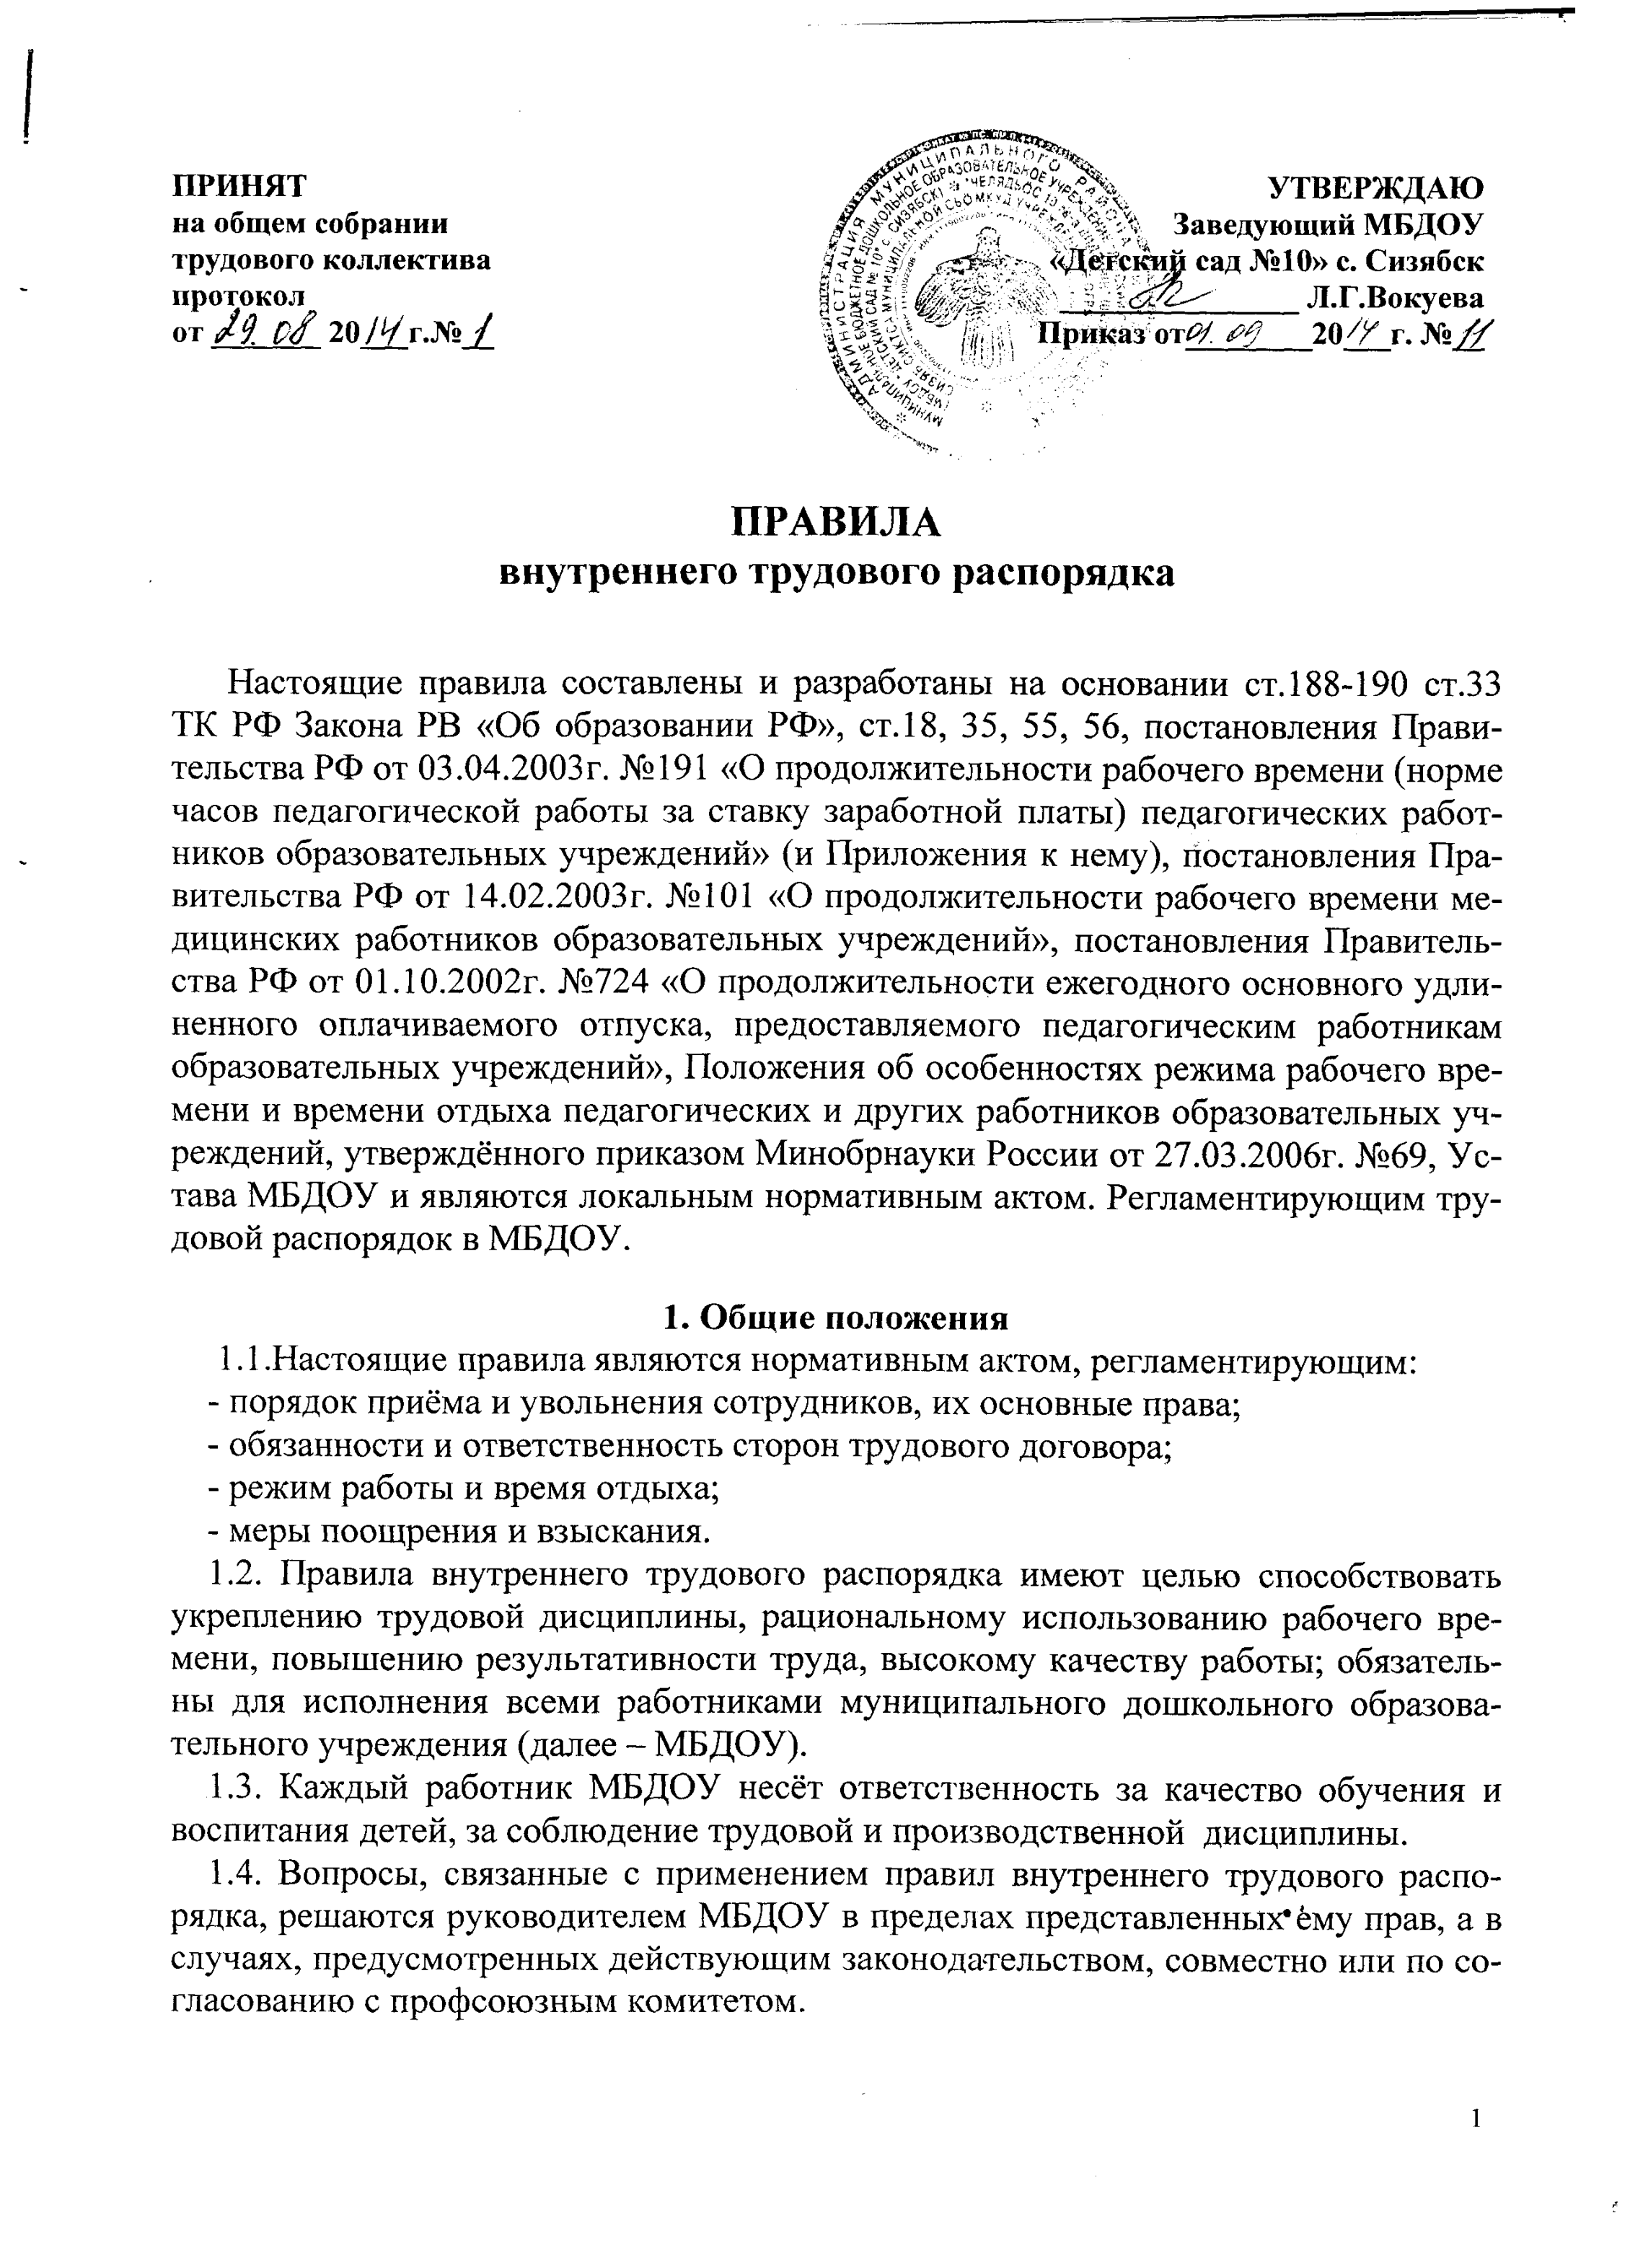 ПРИНЯТ
на общем собрании
трудового коллектива
протокол
от 29.08 2014г.№ 1
УТВЕРЖДАЮ
Заведующий МБДОУ
«Детский сад №10» с. Сизябск
Л.Г.Вокуева
Приказ от 01.09 2014 г. № 11
АДМИНИСТРАЦИЯ МУНИЦИПАЛЬНОГО РАЙОНА
ПРАВИЛА
внутреннего трудового распорядка
Настоящие правила составлены и разработаны на основании ст.188-190 ст.33
ТК РФ Закона РВ «Об образовании РФ», ст.18, 35, 55, 56, постановления Прави-
тельства РФ от 03.04.2003г. №191 «О продолжительности рабочего времени (норме
часов педагогической работы за ставку заработной платы) педагогических работ-
ников образовательных учреждений» (и Приложения к нему), постановления Пра-
вительства РФ от 14.02.2003г. №101 «О продолжительности рабочего времени ме-
дицинских работников образовательных учреждений», постановления Правитель-
ства РФ от 01.10.2002г. №724 «О продолжительности ежегодного основного удли-
ненного оплачиваемого отпуска, предоставляемого педагогическим работникам
образовательных учреждений», Положения об особенностях режима рабочего вре-
мени и времени отдыха педагогических и других работников образовательных уч-
реждений, утверждённого приказом Минобрнауки России от 27.03.2006г. №69, Ус-
тава МБДОУ и являются локальным нормативным актом. Регламентирующим тру-
довой распорядок в МБДОУ.
1. Общие положения
1.1.Настоящие правила являются нормативным актом, регламентирующим:
- порядок приёма и увольнения сотрудников, их основные права;
- обязанности и ответственность сторон трудового договора;
- режим работы и время отдыха;
- меры поощрения и взыскания.
1.2. Правила внутреннего трудового распорядка имеют целью способствовать
укреплению трудовой дисциплины, рациональному использованию рабочего вре-
мени, повышению результативности труда, высокому качеству работы; обязатель-
ны для исполнения всеми работниками муниципального дошкольного образова-
тельного учреждения (далее – МБДОУ).
1.3. Каждый работник МБДОУ несёт ответственность за качество обучения и
воспитания детей, за соблюдение трудовой и производственной дисциплины.
1.4. Вопросы, связанные с применением правил внутреннего трудового распо-
рядка, решаются руководителем МБДОУ в пределах представленных ему прав, а в
случаях, предусмотренных действующим законодательством, совместно или по со-
гласованию с профсоюзным комитетом.
1